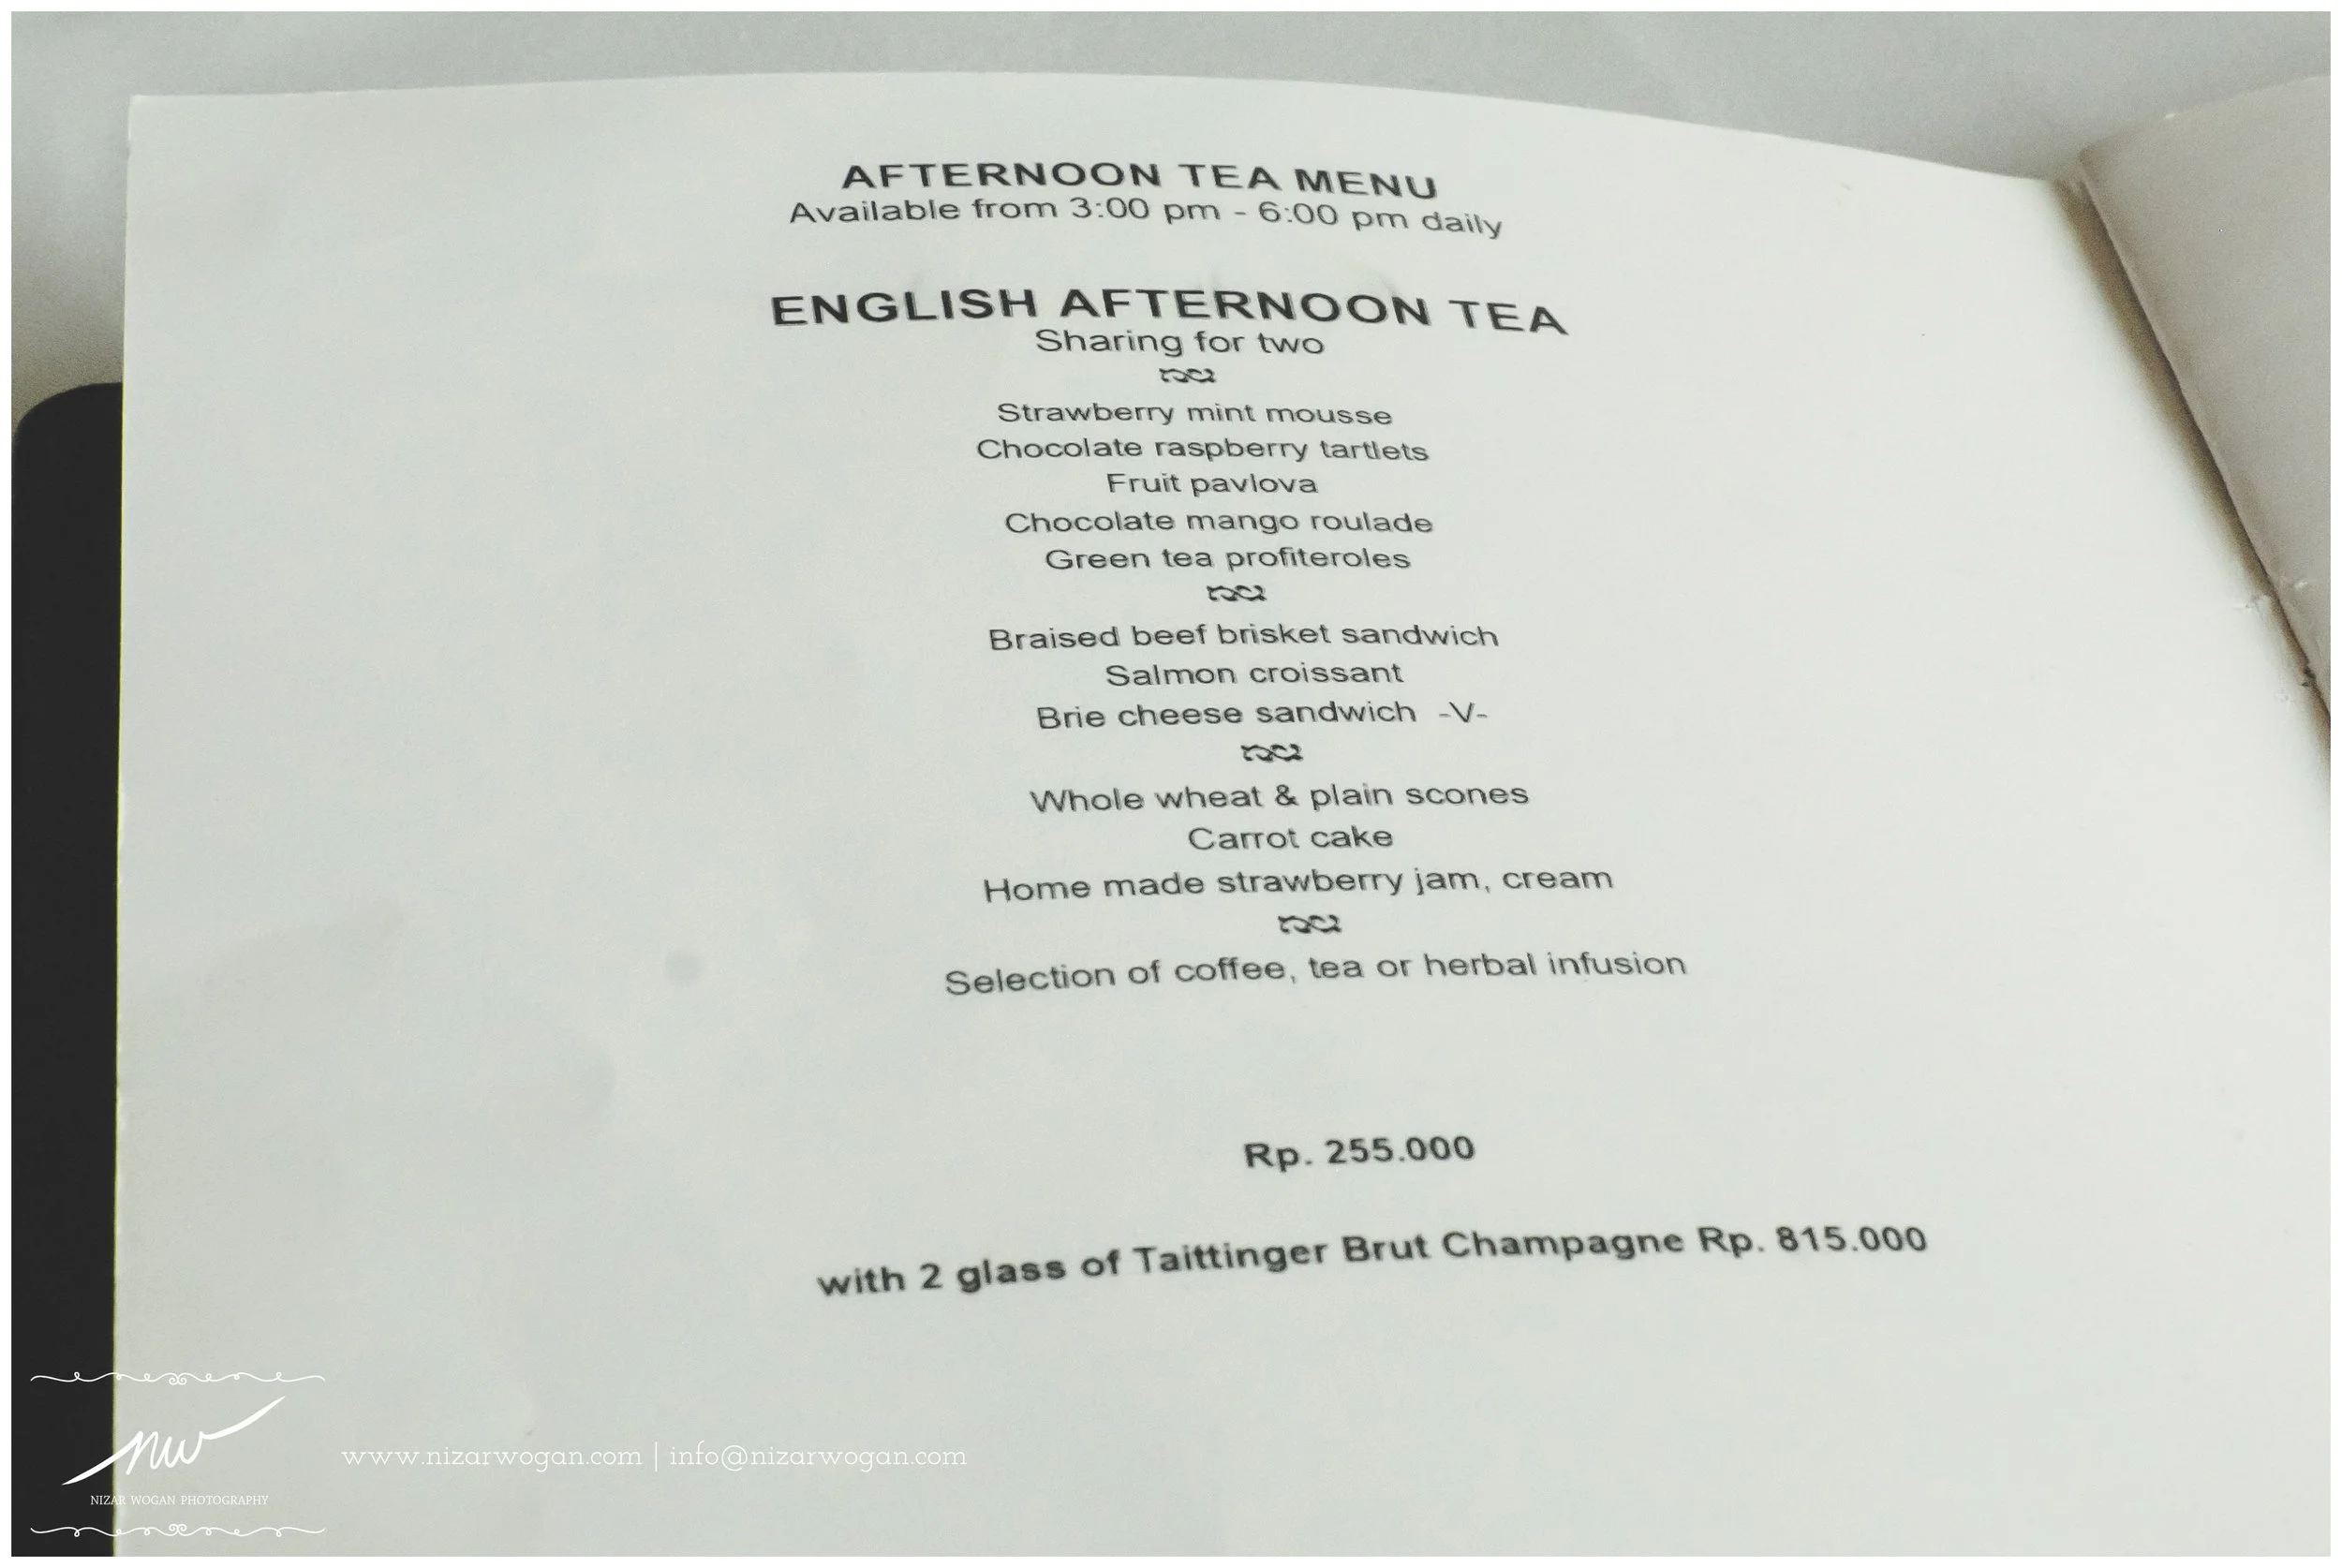 AFTERNOON TEA MENU
Available from 3:00 pm - 6:00 pm daily
ENGLISH AFTERNOON TEA
Sharing for two
Strawberry mint mousse
Chocolate raspberry tartlets
Fruit pavlova
Chocolate mango roulade
Green tea profiteroles
Braised beef brisket sandwich
Salmon croissant
Brie cheese sandwich -V-
Whole wheat & plain scones
Carrot cake
Home made strawberry jam, cream
Selection of coffee, tea or herbal infusion
Rp. 255.000
with 2 glass of Taittinger Brut Champagne Rp. 815.000
nw
NIZAR WOGAN PHOTOGRAPHY
www.nizarwogan.com | info@nizarwogan.com